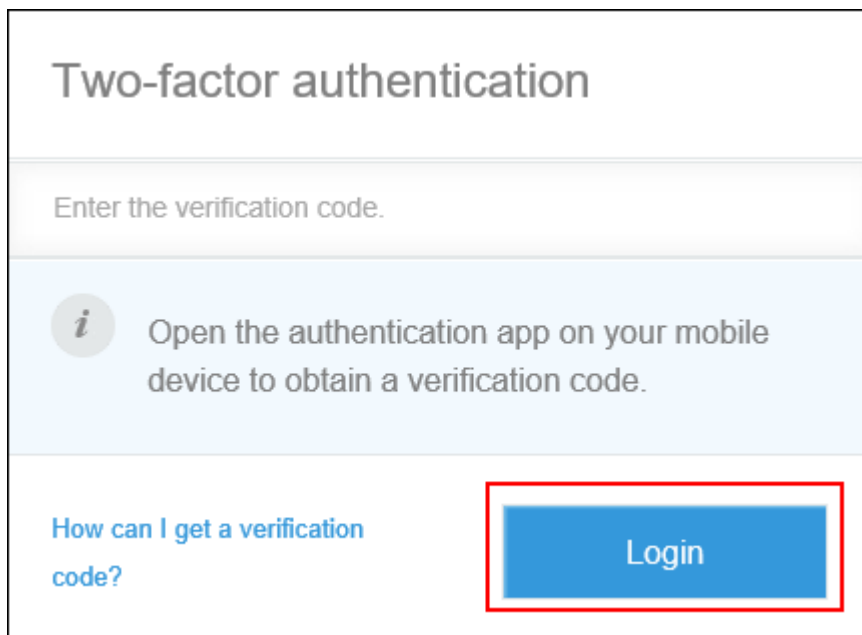 Two-factor authentication
Enter the verification code.
i
Open the authentication app on your mobile
device to obtain a verification code.
How can I get a verification
code?
Login